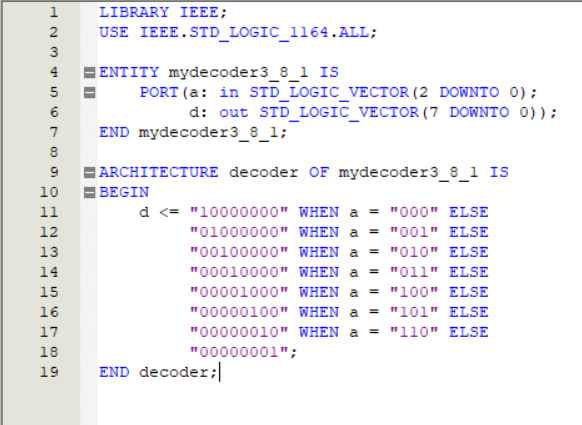 1 LIBRARY IEEE;
2 USE IEEE.STD_LOGIC_1164.ALL;
3
4 ENTITY mydecoder3_8_1 IS
5 PORT(a: in STD_LOGIC_VECTOR(2 DOWNTO 0);
6 d: out STD_LOGIC_VECTOR(7 DOWNTO 0));
7 END mydecoder3_8_1;
8
9 ARCHITECTURE decoder OF mydecoder3_8_1 IS
10 BEGIN
11 d <= "10000000" WHEN a = "000" ELSE
12 "01000000" WHEN a = "001" ELSE
13 "00100000" WHEN a = "010" ELSE
14 "00010000" WHEN a = "011" ELSE
15 "00001000" WHEN a = "100" ELSE
16 "00000100" WHEN a = "101" ELSE
17 "00000010" WHEN a = "110" ELSE
18 "00000001";
19 END decoder;